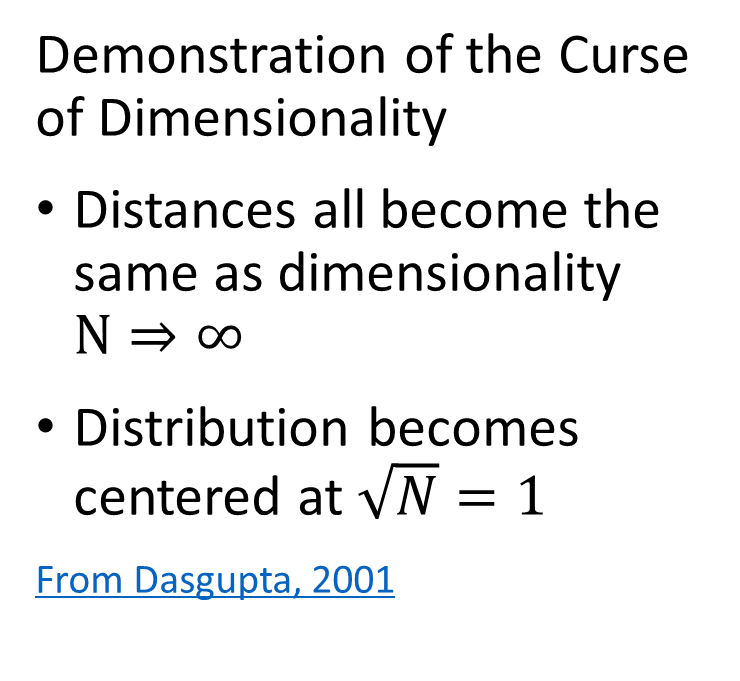 Demonstration of the Curse
of Dimensionality
• Distances all become the
same as dimensionality
N ⇒ ∞
• Distribution becomes
centered at √N = 1
From Dasgupta, 2001